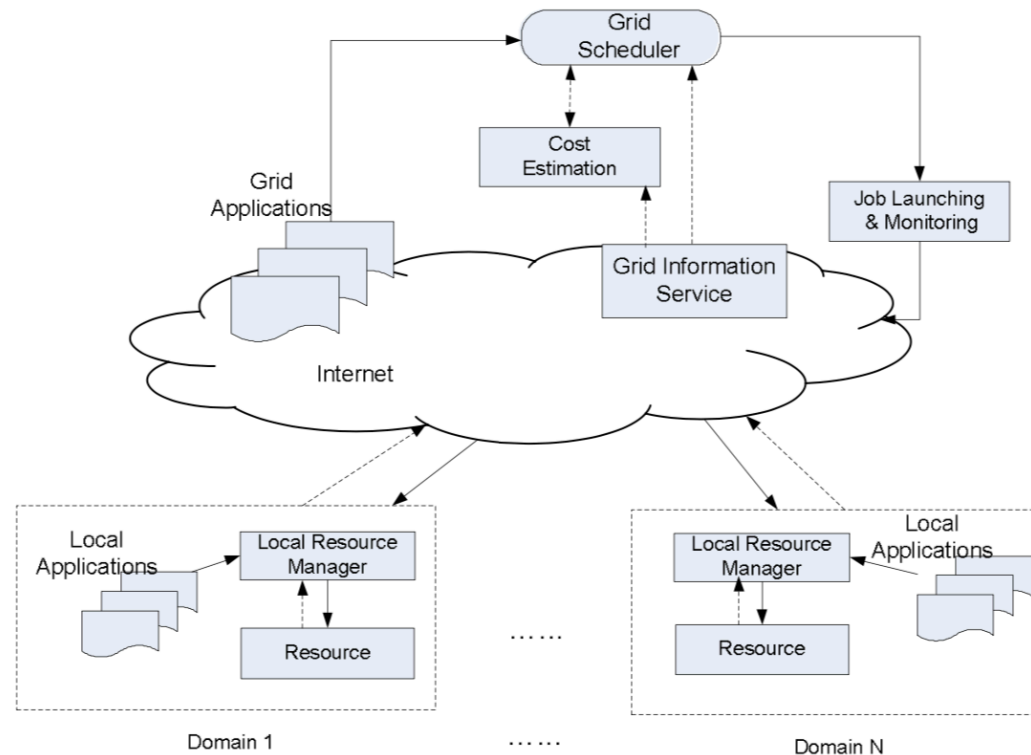 Grid
Scheduler
Cost
Estimation
Grid
Applications
Job Launching
& Monitoring
Grid Information
Service
Internet
Local
Applications
Local Resource
Manager
Resource
……
Local Resource
Manager
Resource
Local
Applications
Domain 1
……
Domain N